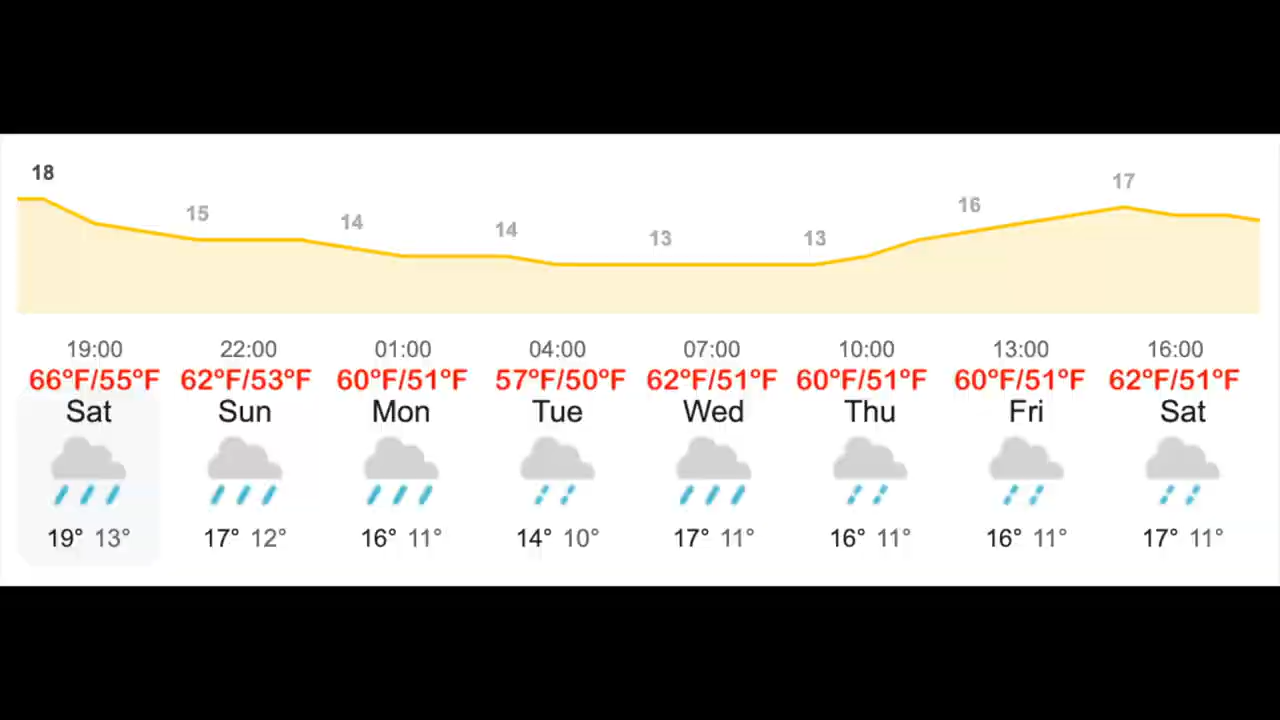 18
17
16
15
14
14
13
13
19:00 22:00 01:00 04:00 07:00 10:00 13:00 16:00
66°F/55°F 62°F/53°F 60°F/51°F 57°F/50°F 62°F/51°F 60°F/51°F 60°F/51°F 62°F/51°F
Sat Sun Mon Tue Wed Thu Fri Sat
19° 13° 17° 12° 16° 11° 14° 10° 17° 11° 16° 11° 16° 11° 17° 11°